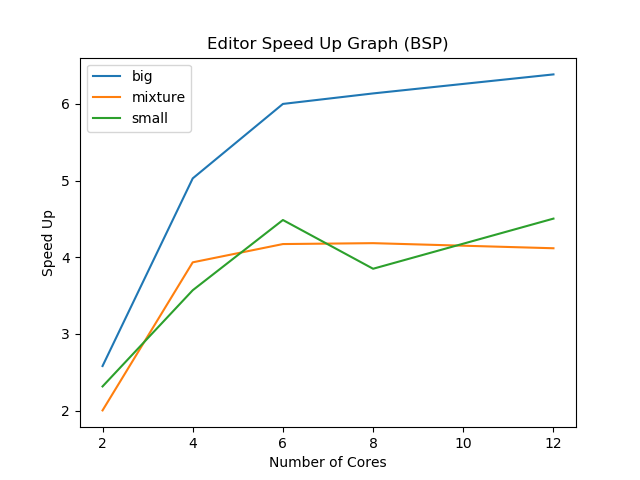 Editor Speed Up Graph (BSP)
big
mixture
small
Speed Up
6
5
4
3
2
2 4 6 8 10 12
Number of Cores